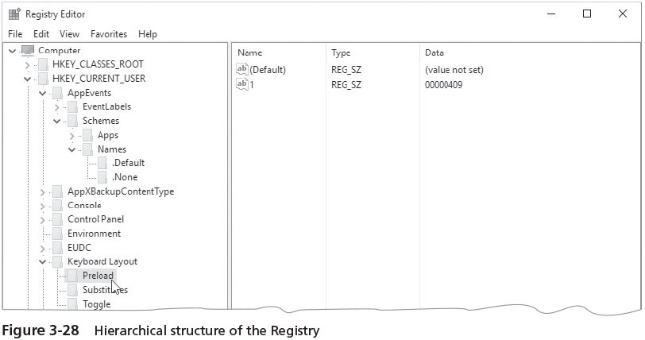 Registry Editor
File Edit View Favorites Help
Computer
HKEY_CLASSES_ROOT
HKEY_CURRENT_USER
AppEvents
EventLabels
Schemes
Apps
Names
.Default
.None
AppXBackupContentType
Console
Control Panel
Environment
EUDC
Keyboard Layout
Preload
Substitutes
Toggle
Name Type Data
ab (Default) REG_SZ (value not set)
ab 1 REG_SZ 00000409
Figure 3-28 Hierarchical structure of the Registry